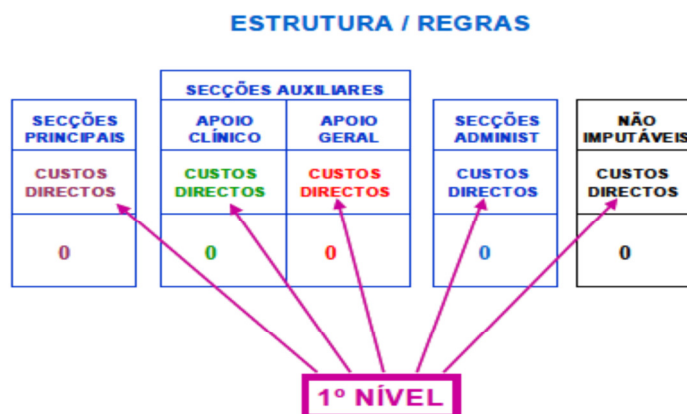 ESTRUTURA / REGRAS
SECÇÕES AUXILIARES
SECÇÕES PRINCIPAIS
APOIO CLÍNICO
APOIO GERAL
SECÇÕES ADMINIST
NÃO IMPUTÁVEIS
CUSTOS DIRECTOS
CUSTOS DIRECTOS
CUSTOS DIRECTOS
CUSTOS DIRECTOS
CUSTOS DIRECTOS
0
0
0
0
0
1º NÍVEL